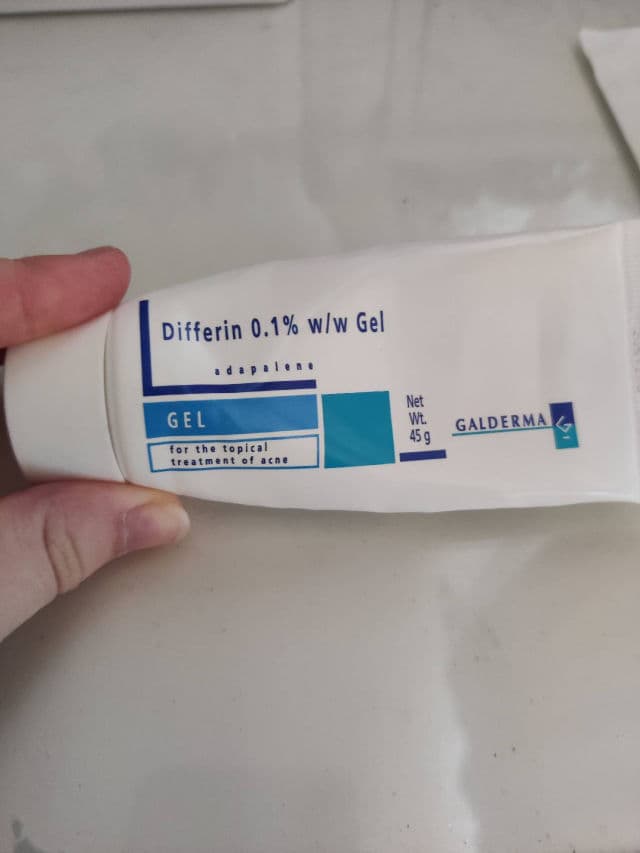 Differin 0.1% w/w Gel
adapalene
GEL
for the topical
treatment of acne
Net
Wt.
45 g
GALDERMA